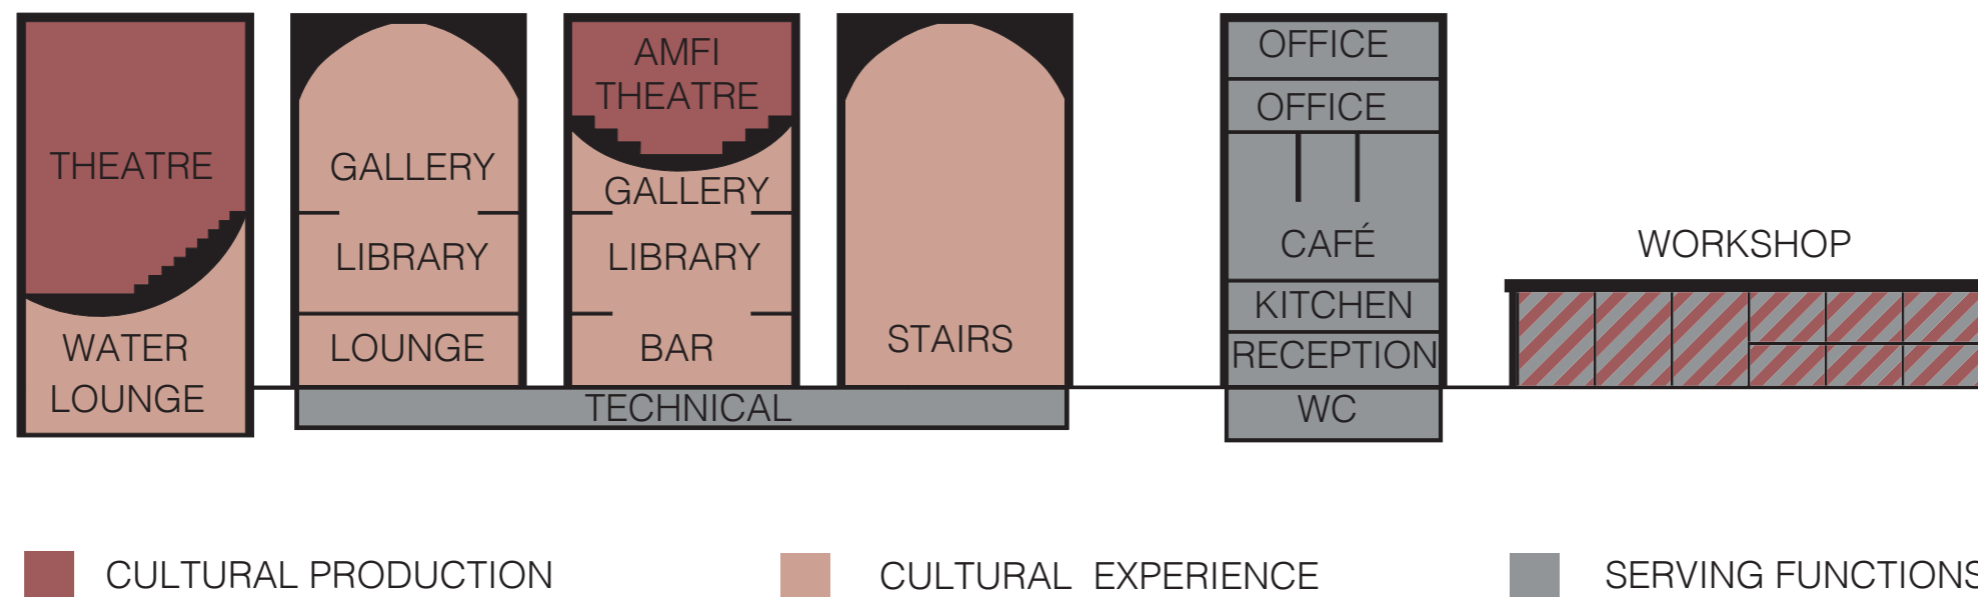 THEATRE
WATER
LOUNGE
GALLERY
LIBRARY
LOUNGE
AMFI
THEATRE
GALLERY
LIBRARY
BAR
STAIRS
TECHNICAL
OFFICE
OFFICE
CAFÉ
KITCHEN
RECEPTION
WC
WORKSHOP
CULTURAL PRODUCTION
CULTURAL EXPERIENCE
SERVING FUNCTIONS